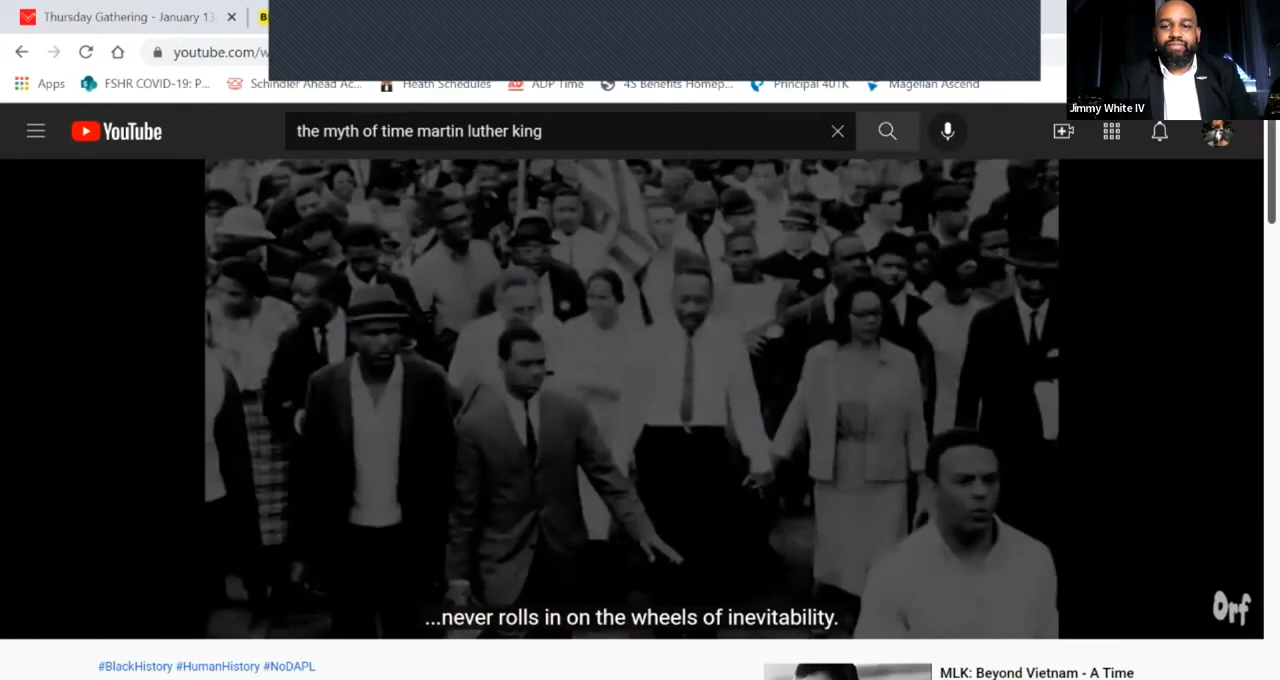 Thursday Gathering - January 13,
youtube.com/w
Apps
FSHR COVID-19: P...
Schindler Ahead Ac...
Heath Schedules
ADP Time
4S Benefits Homep...
Principal 401K
Magellan Ascend
Jimmy White IV
YouTube
the myth of time martin luther king
...never rolls in on the wheels of inevitability.
Orf
#BlackHistory #HumanHistory #NoDAPL
MLK: Beyond Vietnam - A Time